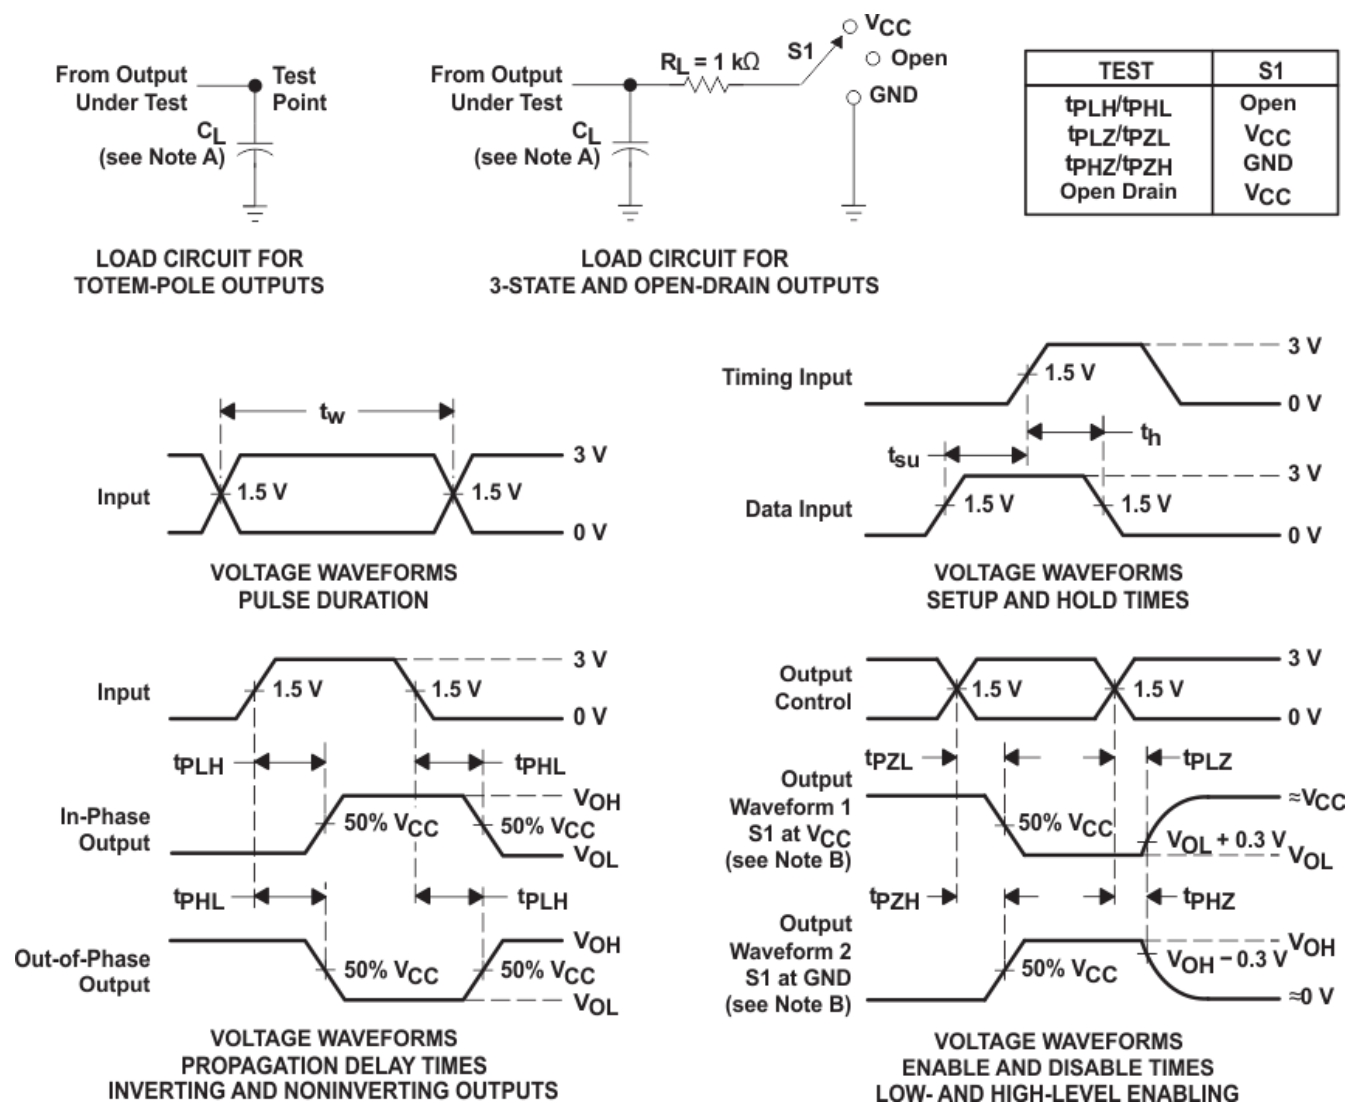 From Output
Under Test
Test
Point
CL
(see Note A)
LOAD CIRCUIT FOR
TOTEM-POLE OUTPUTS
From Output
Under Test
RL = 1 kΩ
S1
VCC
Open
GND
CL
(see Note A)
LOAD CIRCUIT FOR
3-STATE AND OPEN-DRAIN OUTPUTS
TEST S1
tPLH/tPHL Open
tPLZ/tPZL VCC
tPHZ/tPZH GND
Open Drain VCC
tw
3 V
Input 1.5 V 1.5 V
0 V
VOLTAGE WAVEFORMS
PULSE DURATION
3 V
Timing Input 1.5 V
0 V
th
tsu
3 V
Data Input 1.5 V 1.5 V
0 V
VOLTAGE WAVEFORMS
SETUP AND HOLD TIMES
3 V
Input 1.5 V 1.5 V
0 V
tPLH tPHL
VOH
In-Phase
Output
50% VCC 50% VCC
VOL
tPHL tPLH
VOH
Out-of-Phase
Output
50% VCC 50% VCC
VOL
VOLTAGE WAVEFORMS
PROPAGATION DELAY TIMES
INVERTING AND NONINVERTING OUTPUTS
3 V
Output
Control
1.5 V 1.5 V
0 V
tPZL tPLZ
Output
Waveform 1
S1 at VCC
(see Note B)
≈VCC
50% VCC
VOL + 0.3 V
VOL
tPZH tPHZ
Output
Waveform 2
S1 at GND
(see Note B)
VOH
50% VCC
VOH − 0.3 V
≈0 V
VOLTAGE WAVEFORMS
ENABLE AND DISABLE TIMES
LOW- AND HIGH-LEVEL ENABLING